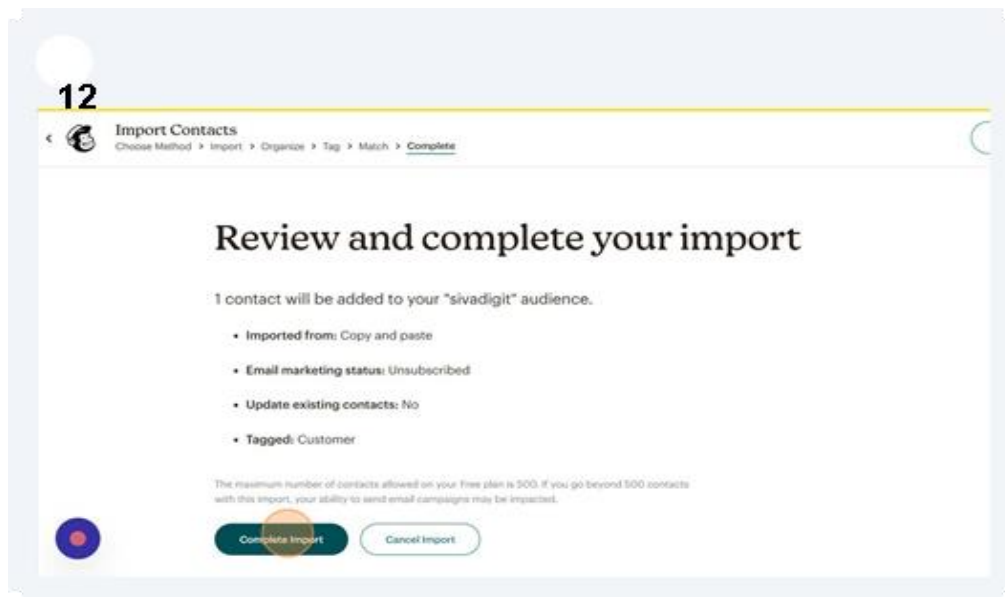 12
Import Contacts
Choose Method > Import > Organize > Tag > Match > Complete
Review and complete your import
1 contact will be added to your "sivadigit" audience.
• Imported from: Copy and paste
• Email marketing status: Unsubscribed
• Update existing contacts: No
• Tagged: Customer
The maximum number of contacts allowed on your Free plan is 500. If you go beyond 500 contacts
with this import, your ability to send email campaigns may be impacted.
Complete Import Cancel Import